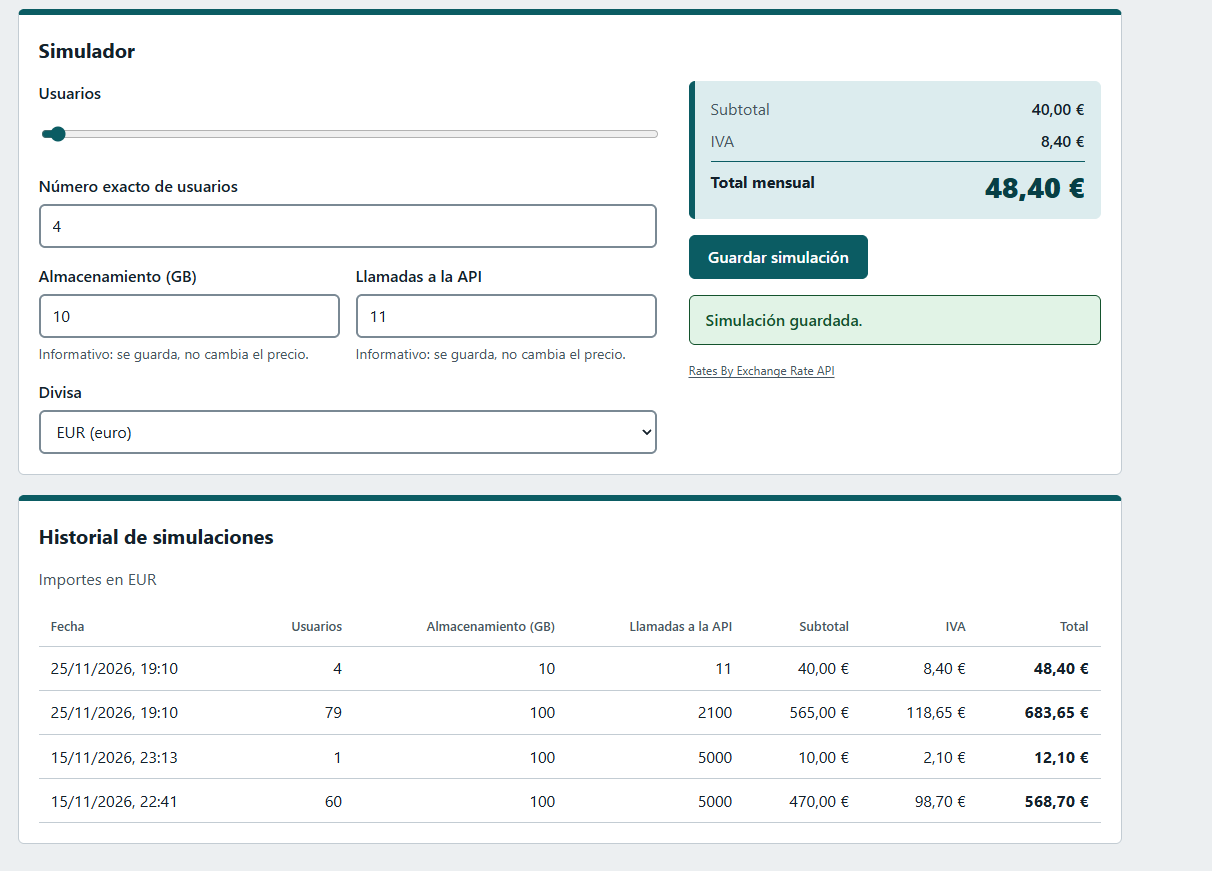 Simulador
Usuarios
Número exacto de usuarios
4
Almacenamiento (GB)
Llamadas a la API
10
11
Informativo: se guarda, no cambia el precio.
Informativo: se guarda, no cambia el precio.
Divisa
EUR (euro)
Subtotal 40,00 €
IVA 8,40 €
Total mensual 48,40 €
Guardar simulación
Simulación guardada.
Rates By Exchange Rate API
Historial de simulaciones
Importes en EUR
Fecha Usuarios Almacenamiento (GB) Llamadas a la API Subtotal IVA Total
25/11/2026, 19:10 4 10 11 40,00 € 8,40 € 48,40 €
25/11/2026, 19:10 79 100 2100 565,00 € 118,65 € 683,65 €
15/11/2026, 23:13 1 100 5000 10,00 € 2,10 € 12,10 €
15/11/2026, 22:41 60 100 5000 470,00 € 98,70 € 568,70 €